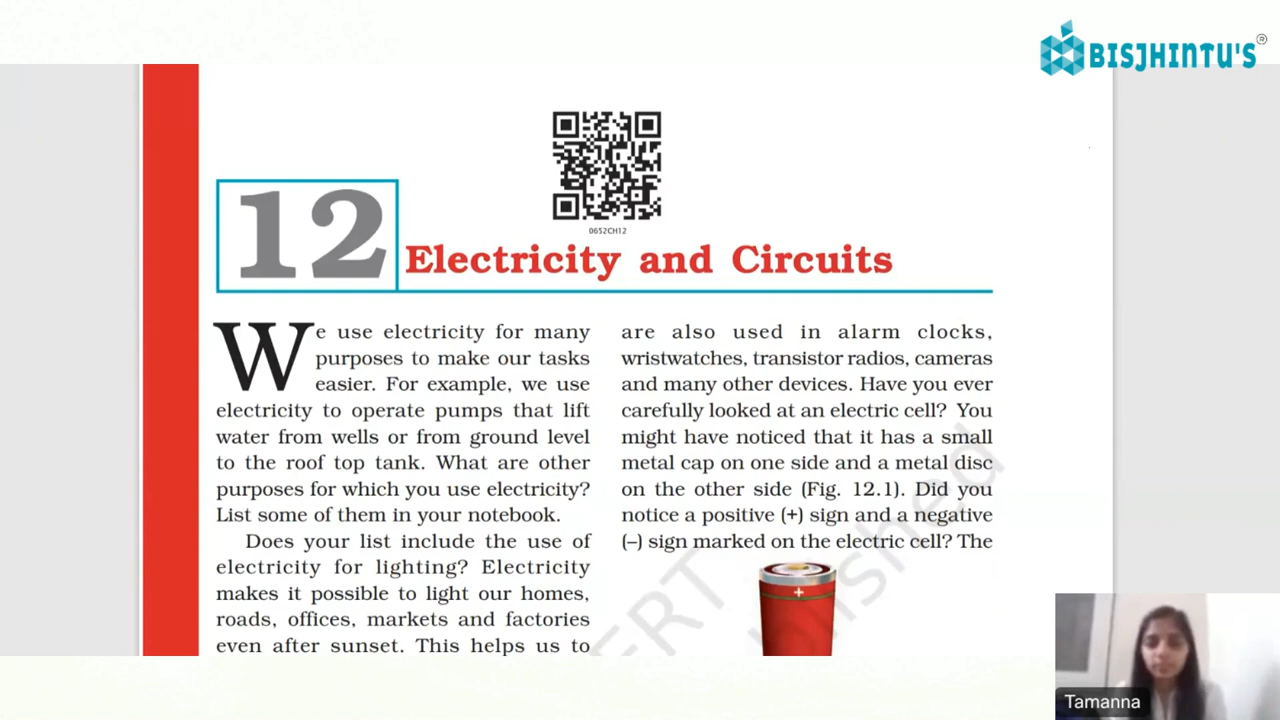 BISJHINTU'S®
0652CH12
12
Electricity and Circuits
We use electricity for many
purposes to make our tasks
easier. For example, we use
electricity to operate pumps that lift
water from wells or from ground level
to the roof top tank. What are other
purposes for which you use electricity?
List some of them in your notebook.
Does your list include the use of
electricity for lighting? Electricity
makes it possible to light our homes,
roads, offices, markets and factories
even after sunset. This helps us to
are also used in alarm clocks,
wristwatches, transistor radios, cameras
and many other devices. Have you ever
carefully looked at an electric cell? You
might have noticed that it has a small
metal cap on one side and a metal disc
on the other side (Fig. 12.1). Did you
notice a positive (+) sign and a negative
(–) sign marked on the electric cell? The
+
Tamanna